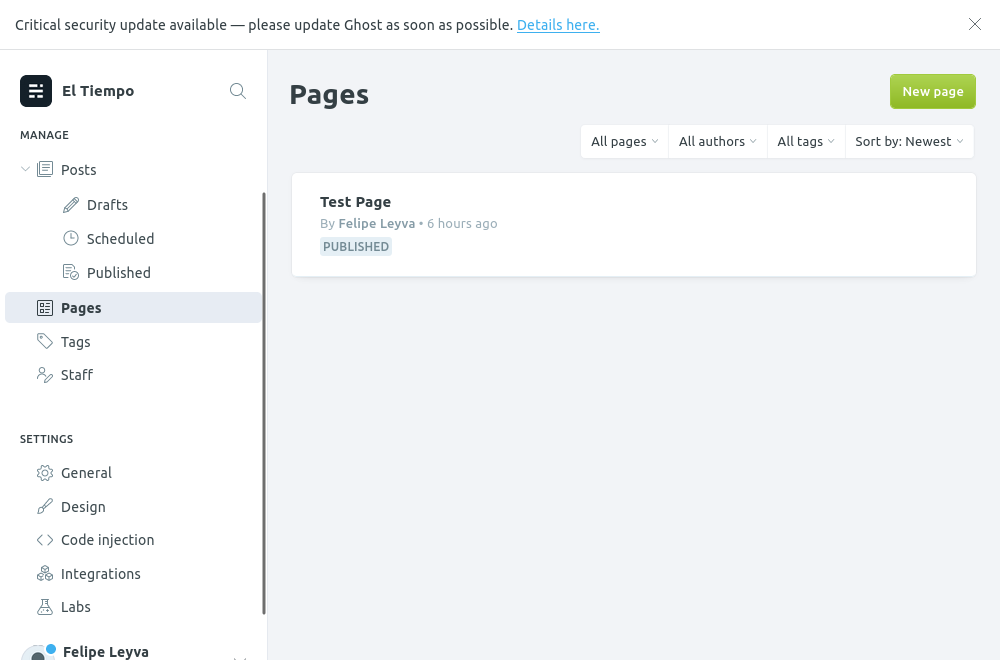 Critical security update available — please update Ghost as soon as possible. Details here.
El Tiempo
MANAGE
Posts
Drafts
Scheduled
Published
Pages
Tags
Staff
SETTINGS
General
Design
Code injection
Integrations
Labs
Felipe Leyva
Pages
New page
All pages
All authors
All tags
Sort by: Newest
Test Page
By Felipe Leyva • 6 hours ago
PUBLISHED